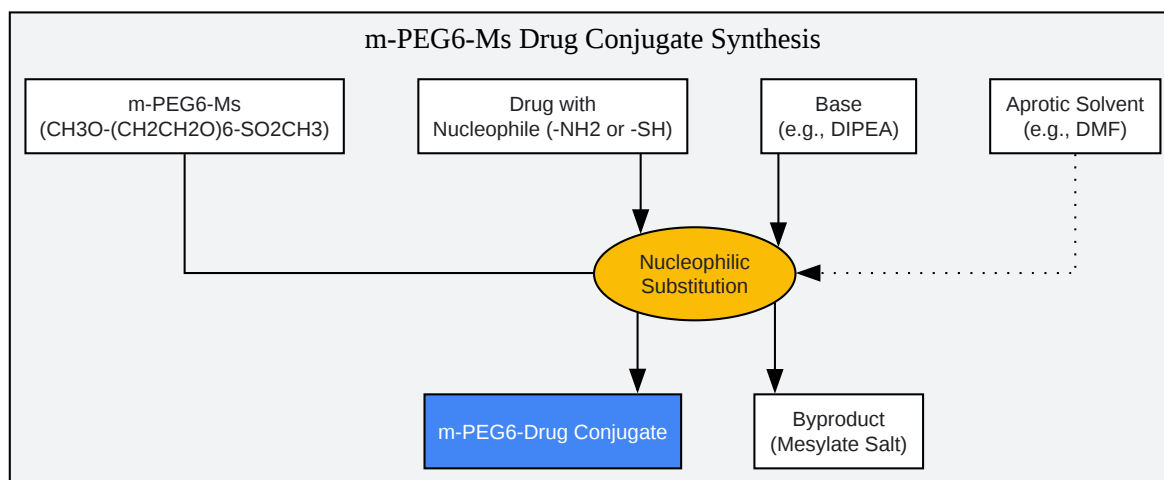 m-PEG6-Ms Drug Conjugate Synthesis
m-PEG6-Ms
(CH3O-(CH2CH2O)6-SO2CH3)
Drug with
Nucleophile (-NH2 or -SH)
Base
(e.g., DIPEA)
Aprotic Solvent
(e.g., DMF)
Nucleophilic
Substitution
m-PEG6-Drug Conjugate
Byproduct
(Mesylate Salt)